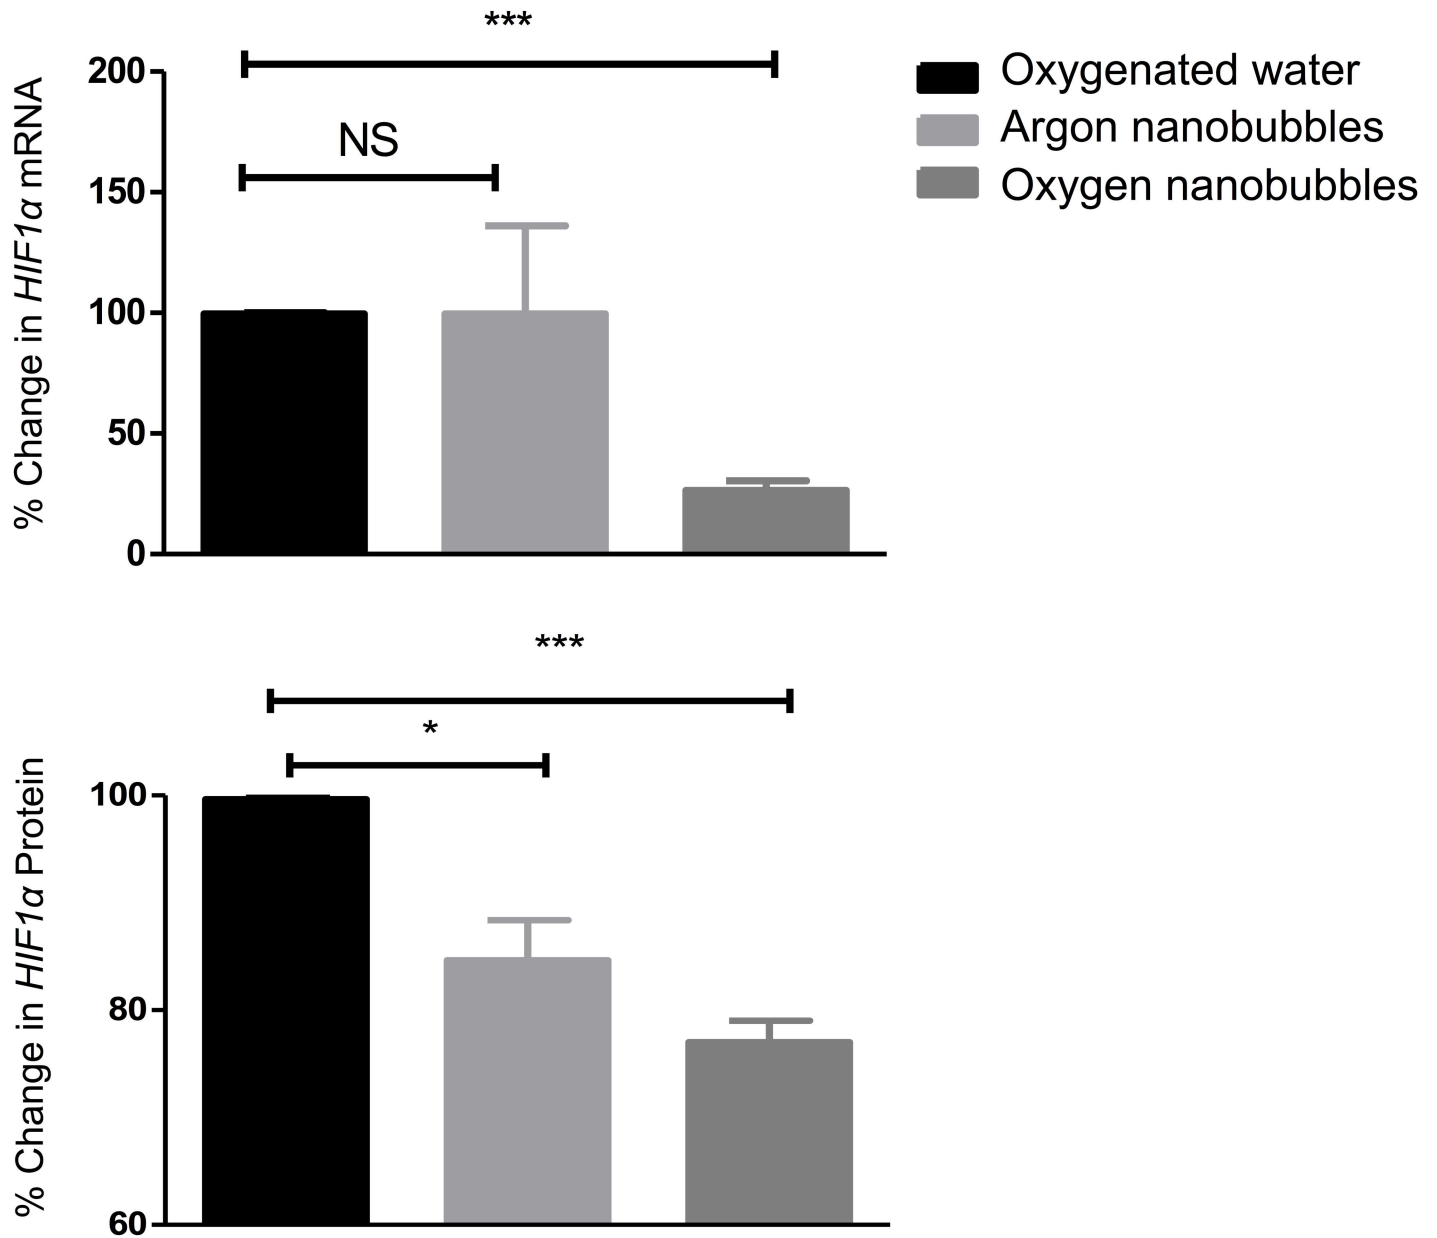 ***
200
NS
150
100
50
0
% Change in HIF1α mRNA
Oxygenated water
Argon nanobubbles
Oxygen nanobubbles
***
*
100
80
60
% Change in HIF1α Protein